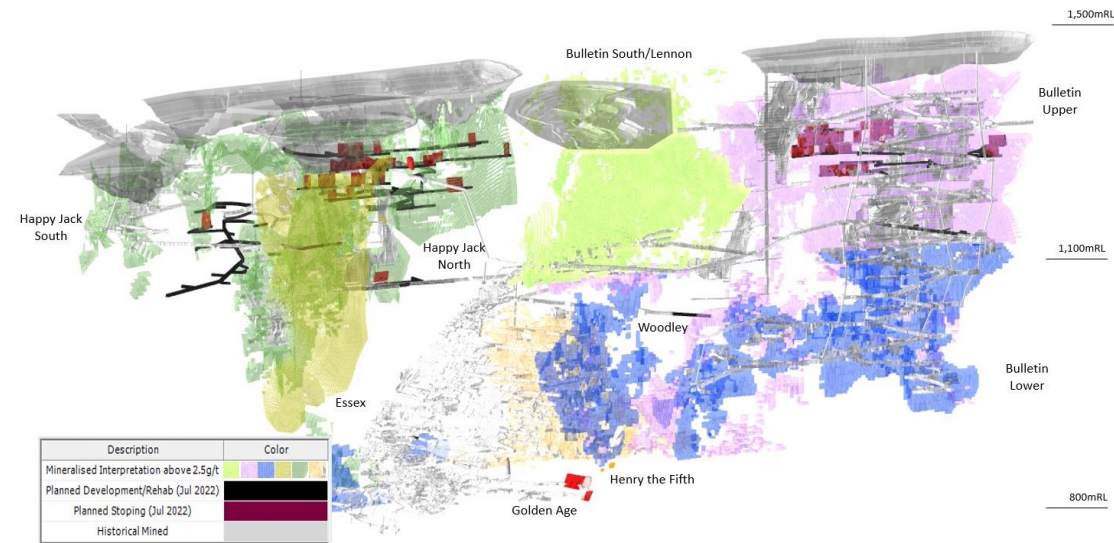 1,500mRL
Bulletin South/Lennon
Bulletin
Upper
Happy Jack
South
Happy Jack
North
1,100mRL
Woodley
Bulletin
Lower
Essex
Description
Color
Mineralised Interpretation above 2.5g/t
Planned Development/Rehab (Jul 2022)
Planned Stoping (Jul 2022)
Historical Mined
Henry the Fifth
Golden Age
800mRL